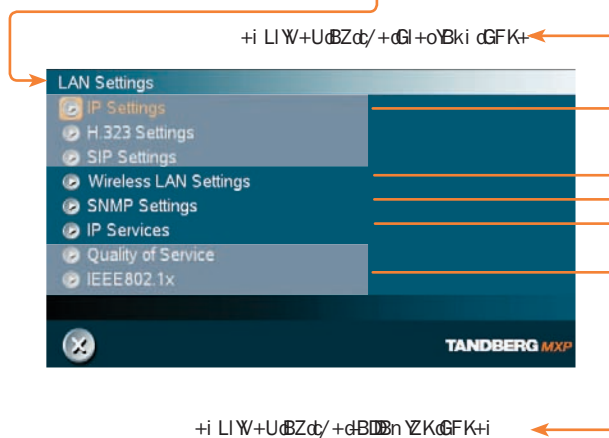 LAN Settings
IP Settings
H.323 Settings
SIP Settings
Wireless LAN Settings
SNMP Settings
IP Services
Quality of Service
IEEE802.1x
TANDBERG MXP